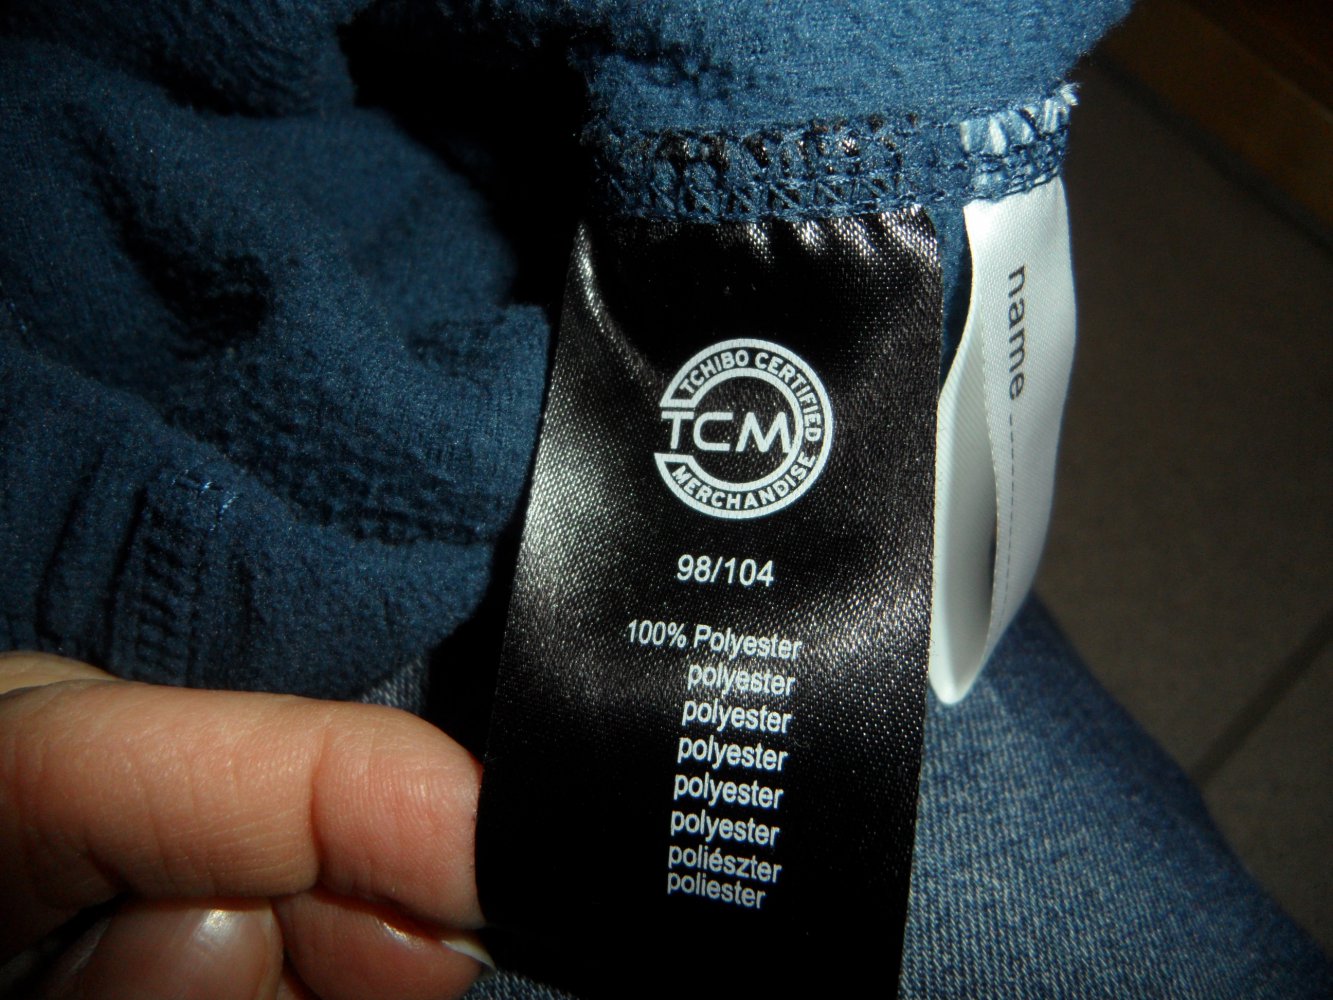 TCHIBO CERTIFIED
TCM
MERCHANDISE
98/104
100% Polyester
polyester
polyester
polyester
polyester
polyester
poliészter
poliester
name